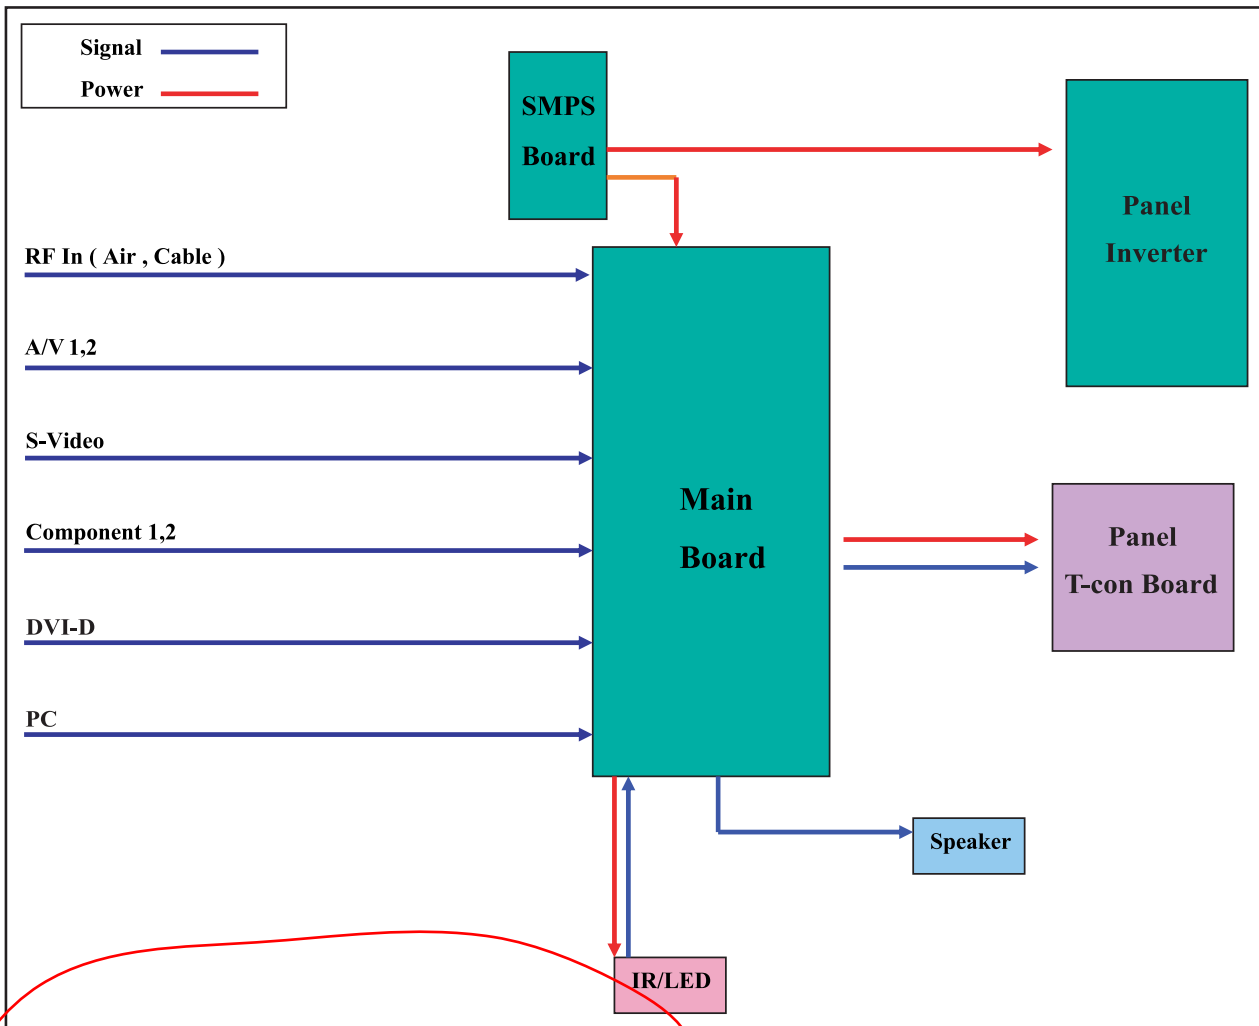 Signal
Power
SMPS
Board
Panel
Inverter
RF In ( Air , Cable )
A/V 1,2
S-Video
Component 1,2
DVI-D
PC
Main
Board
Panel
T-con Board
Speaker
IR/LED